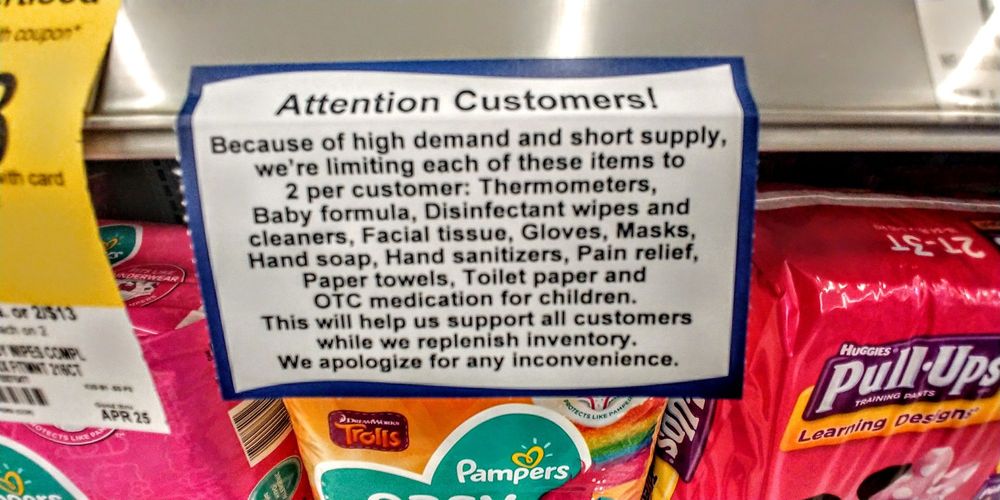 h coupon*
with card
. or 2/$13
APR 25
Attention Customers!
Because of high demand and short supply,
we're limiting each of these items to
2 per customer: Thermometers,
Baby formula, Disinfectant wipes and
cleaners, Facial tissue, Gloves, Masks,
Hand soap, Hand sanitizers, Pain relief,
Paper towels, Toilet paper and
OTC medication for children.
This will help us support all customers
while we replenish inventory.
We apologize for any inconvenience.
DREAMWORKS
Trolls
Pampers
PROTECTS LIKE PAMPERS
2T-3T
HUGGIES
Pull-Ups
TRAINING PANTS
Learning Designs